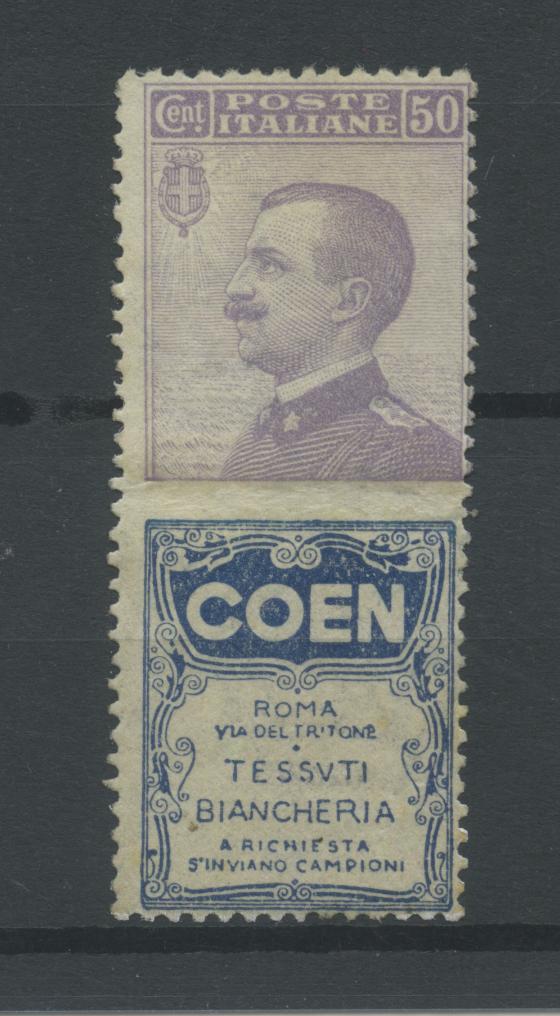 Cent. POSTE ITALIANE 50
COEN
ROMA
VIA DEL TRITONE
TESSVTI
BIANCHERIA
A RICHIESTA
S'INVIANO CAMPIONI